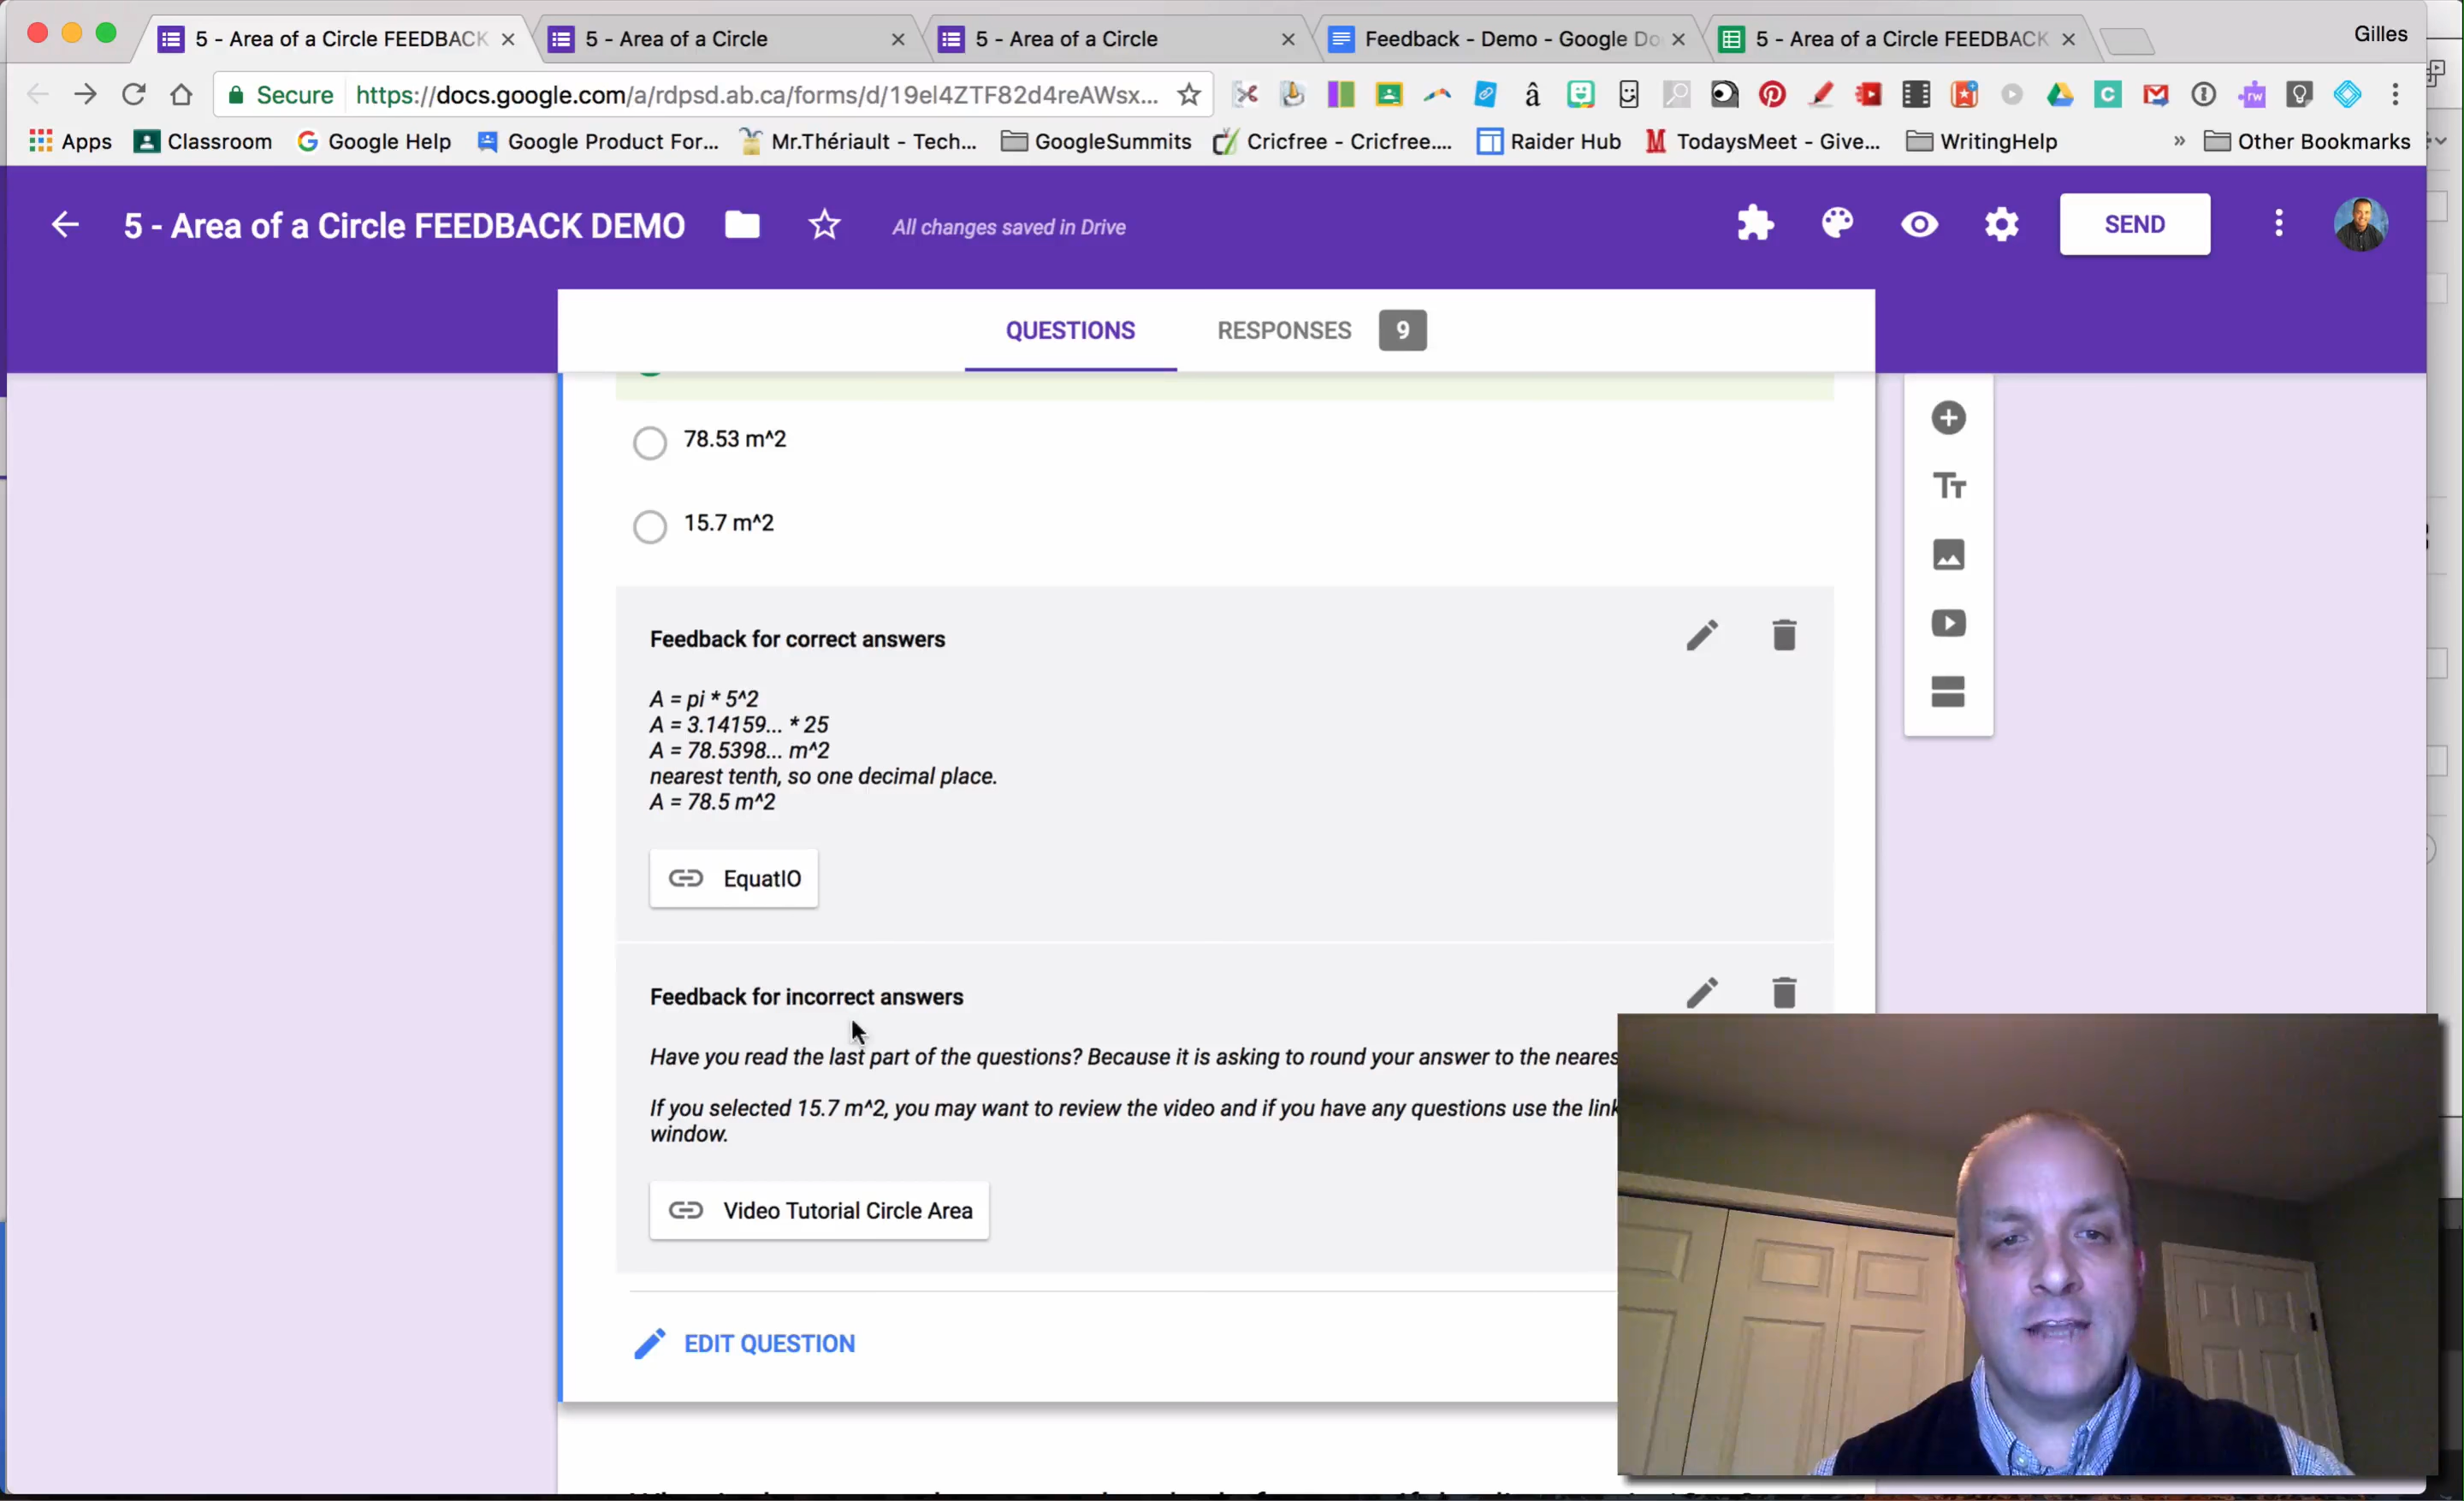 5 - Area of a Circle FEEDBACK
5 - Area of a Circle
5 - Area of a Circle
Feedback - Demo - Google Do
5 - Area of a Circle FEEDBACK
Gilles
Secure
https://docs.google.com/a/rdpsd.ab.ca/forms/d/19el4ZTF82d4reAWsx...
Apps
Classroom
Google Help
Google Product For...
Mr.Thériault - Tech...
GoogleSummits
Cricfree - Cricfree....
Raider Hub
TodaysMeet - Give...
WritingHelp
»
Other Bookmarks
5 - Area of a Circle FEEDBACK DEMO
All changes saved in Drive
SEND
QUESTIONS
RESPONSES 9
78.53 m^2
15.7 m^2
Feedback for correct answers
A = pi * 5^2
A = 3.14159... * 25
A = 78.5398... m^2
nearest tenth, so one decimal place.
A = 78.5 m^2
EquatIO
Feedback for incorrect answers
Have you read the last part of the questions? Because it is asking to round your answer to the neares
If you selected 15.7 m^2, you may want to review the video and if you have any questions use the link
window.
Video Tutorial Circle Area
EDIT QUESTION